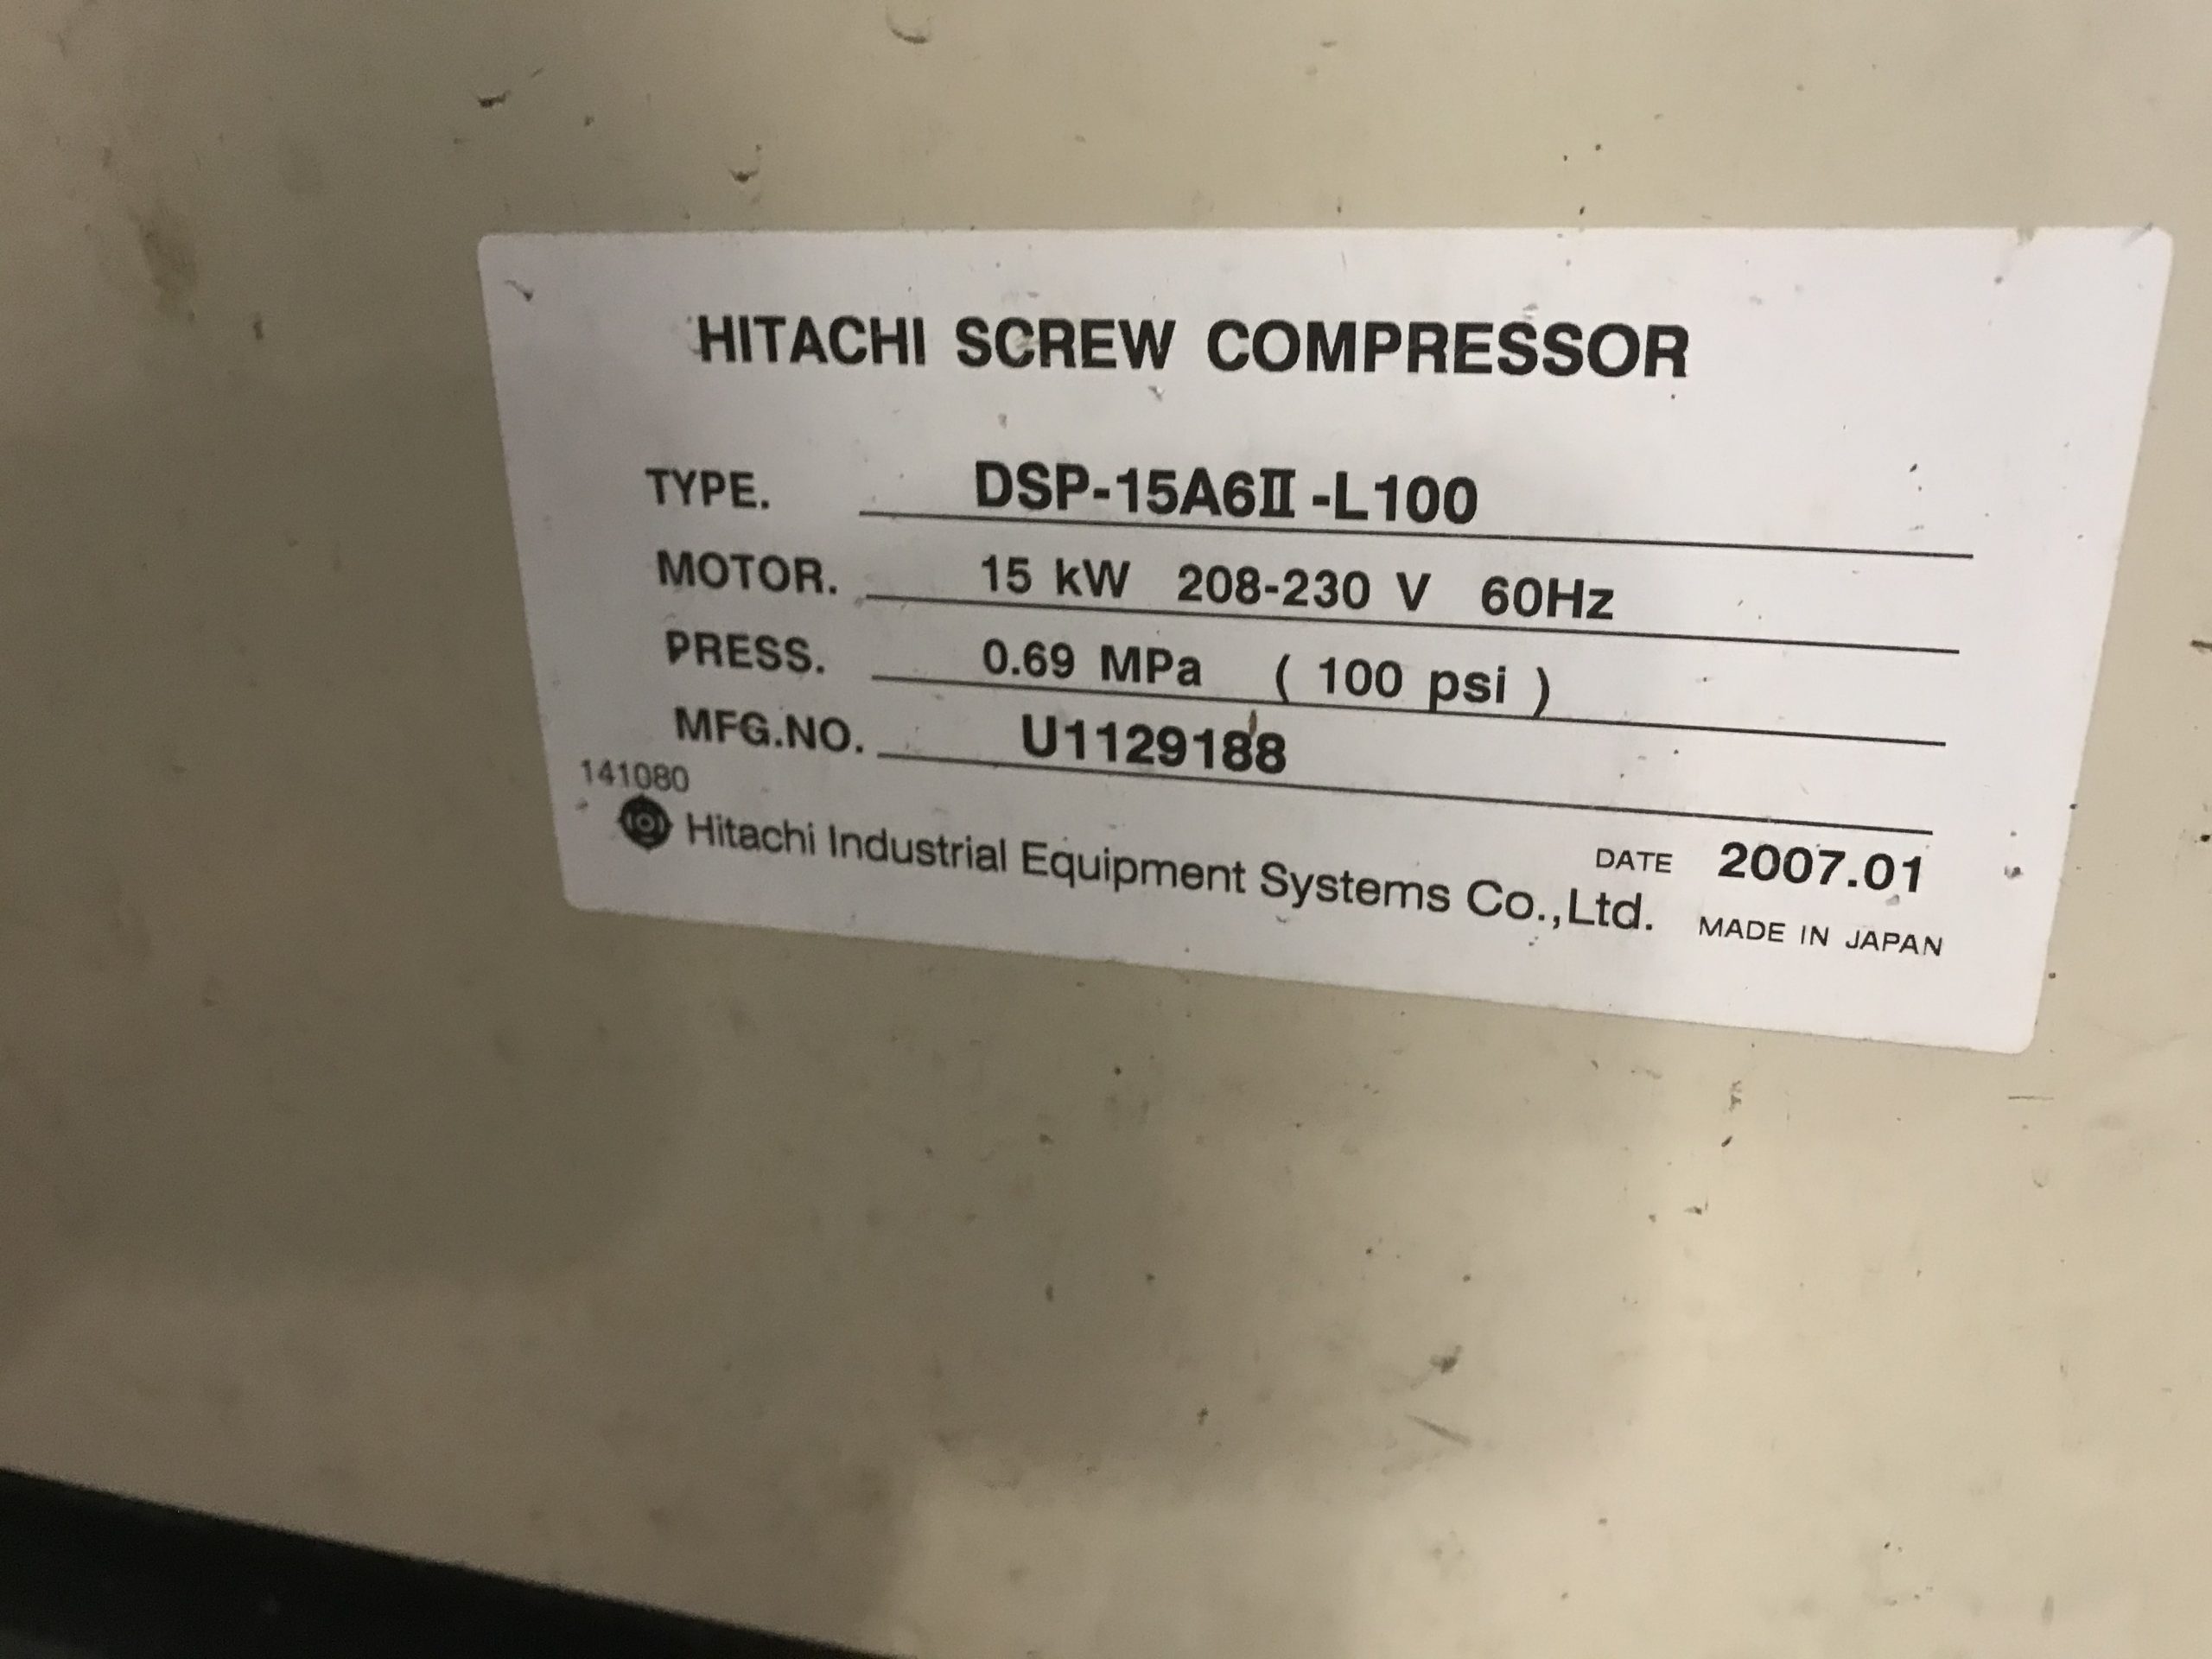 HITACHI SCREW COMPRESSOR
TYPE. DSP-15A6Ⅱ-L100
MOTOR. 15 kW 208-230 V 60Hz
PRESS. 0.69 MPa ( 100 psi )
MFG.NO. U1129188
141080
DATE 2007.01
Hitachi Industrial Equipment Systems Co.,Ltd. MADE IN JAPAN